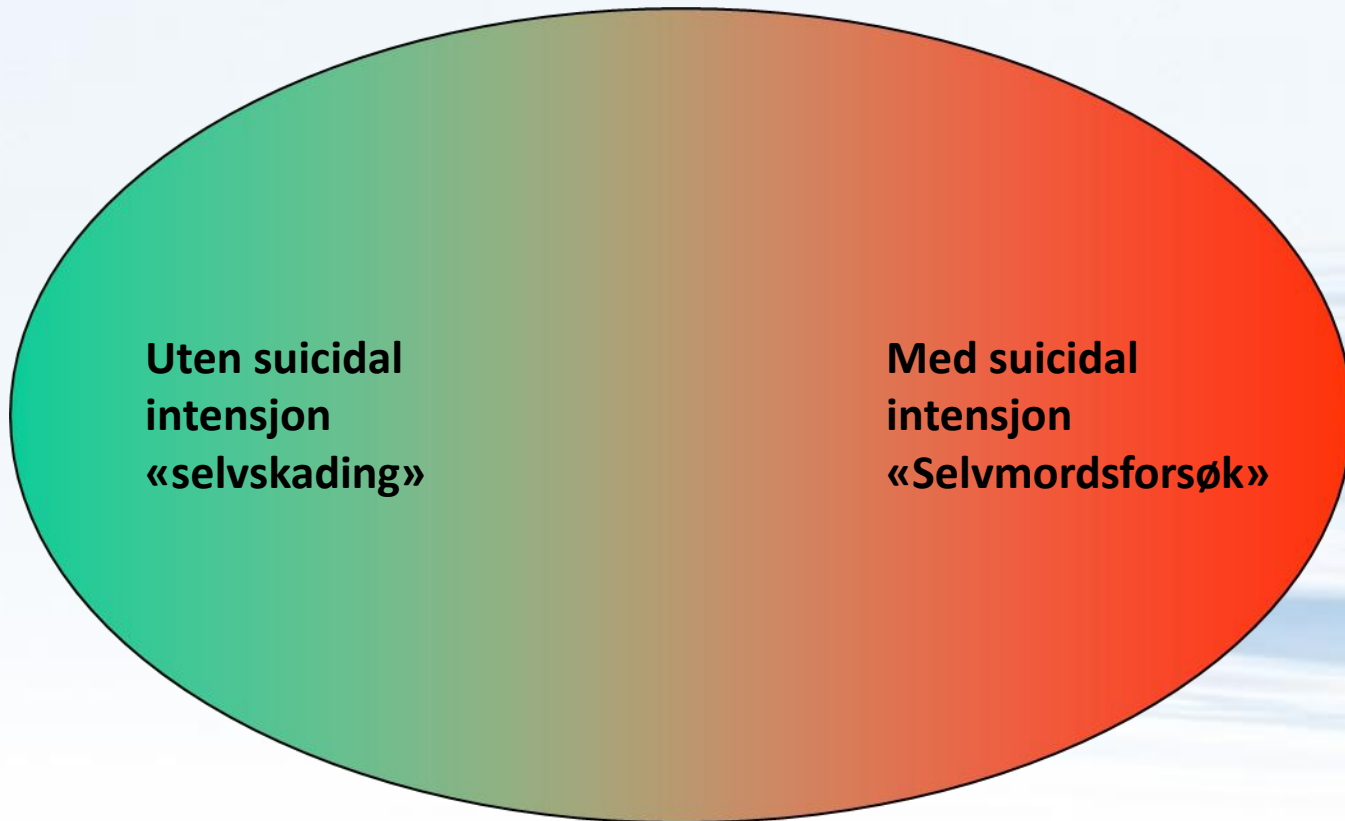 Uten suicidal
intensjon
«selvskading»
Med suicidal
intensjon
«Selvmordsforsøk»